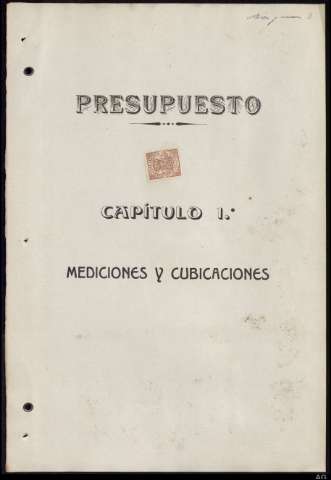 PRESUPUESTO
CAPÍTULO 1.º
MEDICIONES Y CUBICACIONES